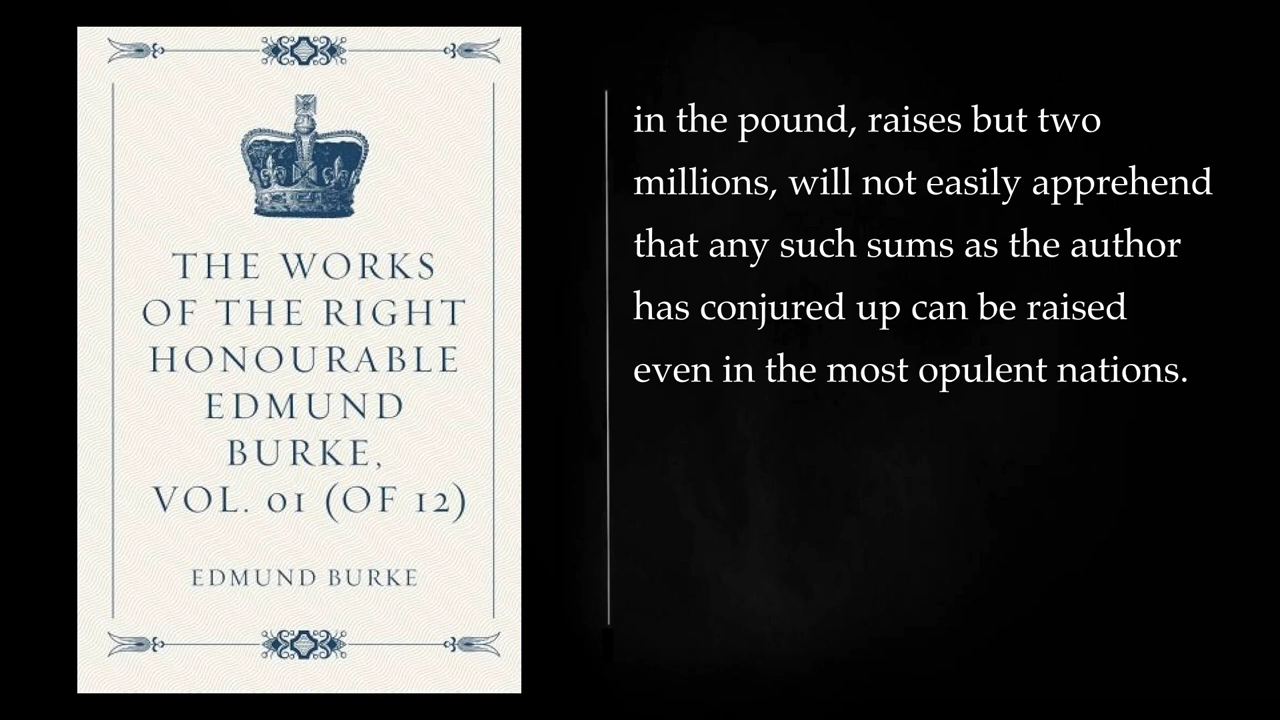 THE WORKS
OF THE RIGHT
HONOURABLE
EDMUND
BURKE,
VOL. 01 (OF 12)
EDMUND BURKE
in the pound, raises but two
millions, will not easily apprehend
that any such sums as the author
has conjured up can be raised
even in the most opulent nations.